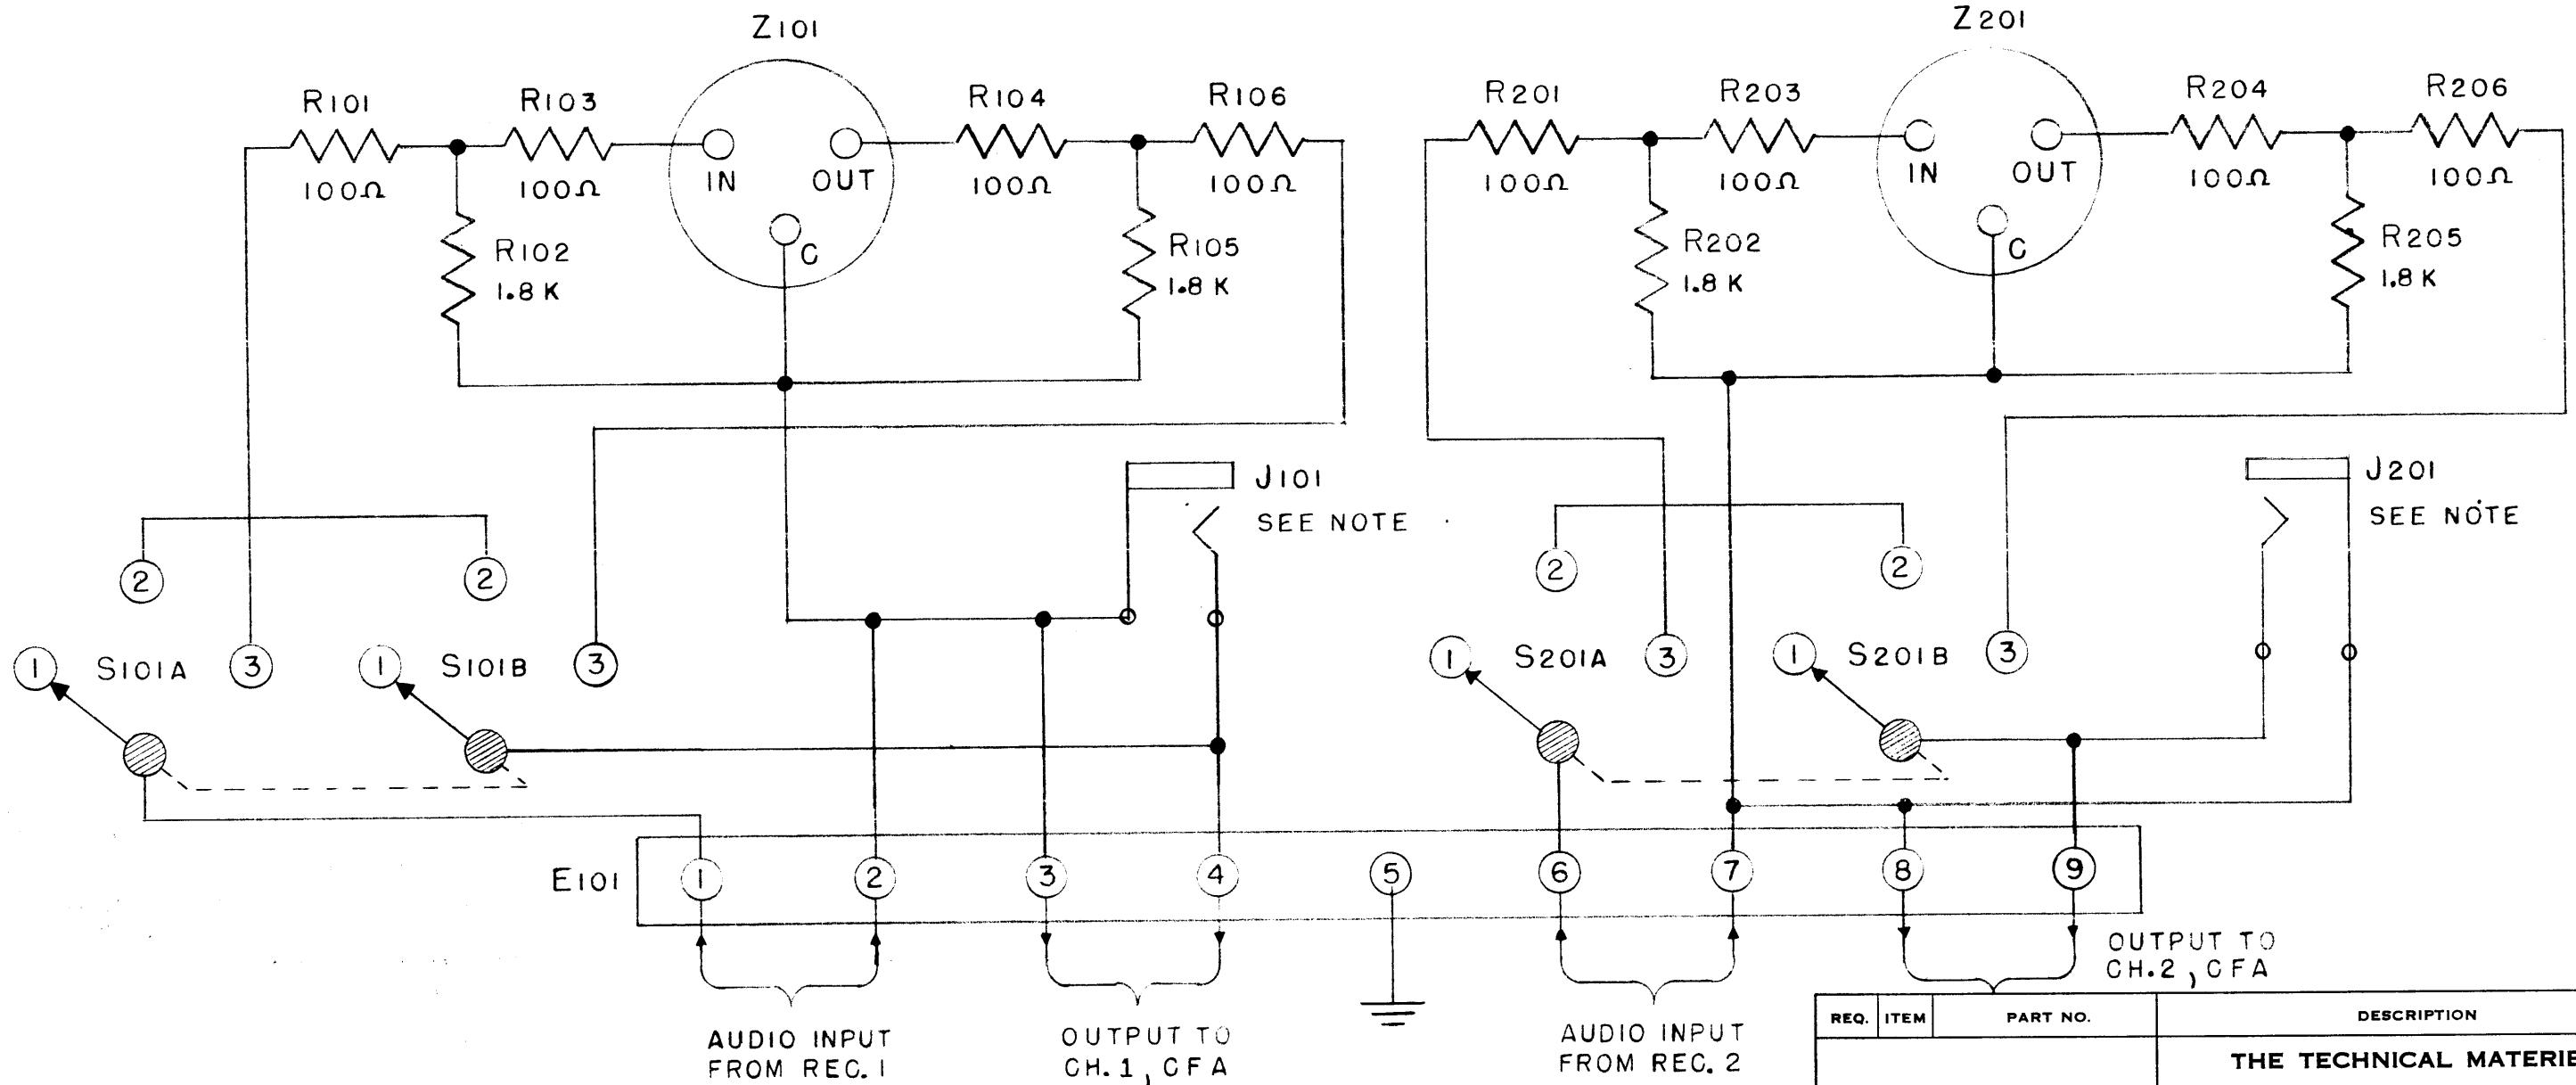 Z101
Z201
R101
R103
R104
R106
R201
R203
R204
R206
100Ω
100Ω
IN
OUT
100Ω
100Ω
100Ω
100Ω
IN
OUT
100Ω
100Ω
C
C
R102
1.8 K
R105
1.8 K
R202
1.8 K
R205
1.8 K
J101
SEE NOTE
J201
SEE NOTE
2
2
2
2
1
S101A
3
1
S101B
3
1
S201A
3
1
S201B
3
E101
1
2
3
4
5
6
7
8
9
AUDIO INPUT
FROM REC. 1
OUTPUT TO
CH. 1, CFA
AUDIO INPUT
FROM REC. 2
OUTPUT TO
CH. 2, CFA
REQ. ITEM PART NO. DESCRIPTION
THE TECHNICAL MATERIE